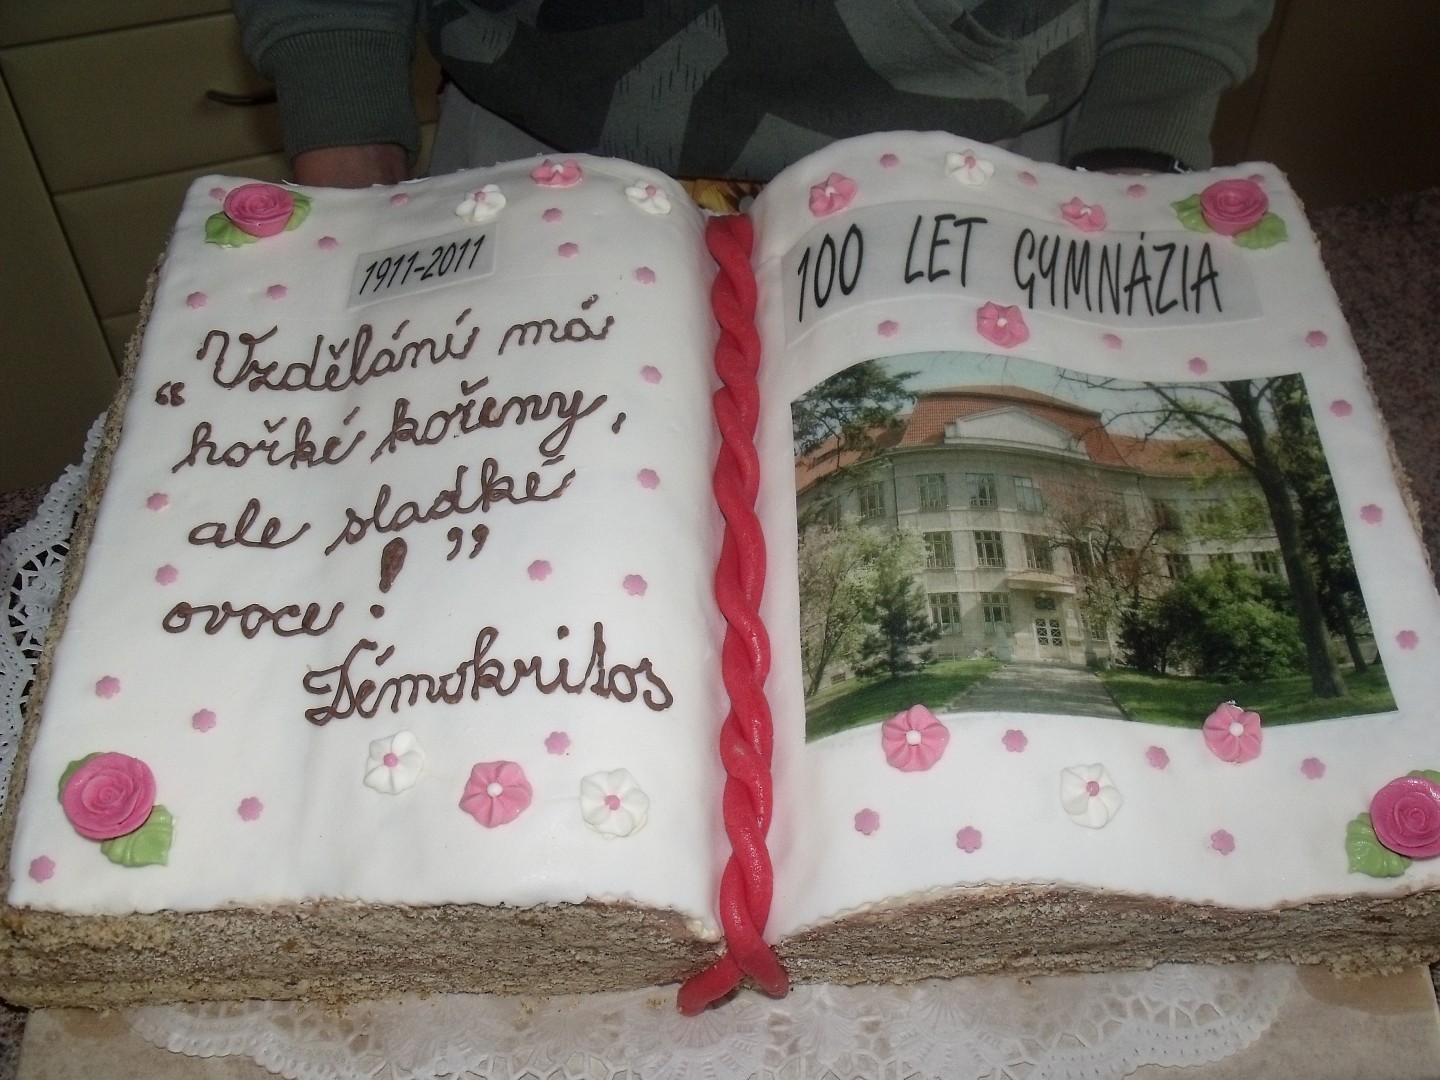 1911-2011
"Vzdělání má
hořké kořeny,
ale sladké
ovoce! "
Démokritos
100 LET GYMNÁZIA